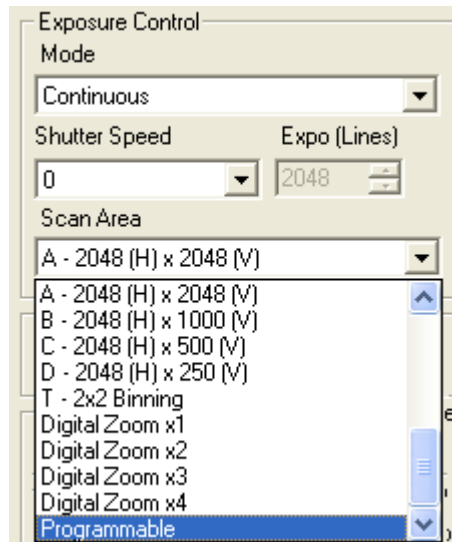 Exposure Control
Mode
Continuous
Shutter Speed Expo (Lines)
0 2048
Scan Area
A - 2048 (H) x 2048 (V)
A - 2048 (H) x 2048 (V)
B - 2048 (H) x 1000 (V)
C - 2048 (H) x 500 (V)
D - 2048 (H) x 250 (V)
T - 2x2 Binning
Digital Zoom x1
Digital Zoom x2
Digital Zoom x3
Digital Zoom x4
Programmable